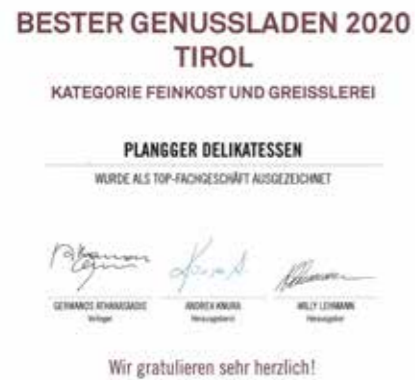 BESTER GENUSSLADEN 2020
TIROL
KATEGORIE FEINKOST UND GREISSLEREI
PLANGGER DELIKATESSEN
WURDE ALS TOP-FACHGESCHÄFT AUSGEZEICHNET
GERMANOS ATHANASIADIS ANDREA KNURA WILLY LEHMANN
Verleger Herausgeberin Herausgeber
Wir gratulieren sehr herzlich!